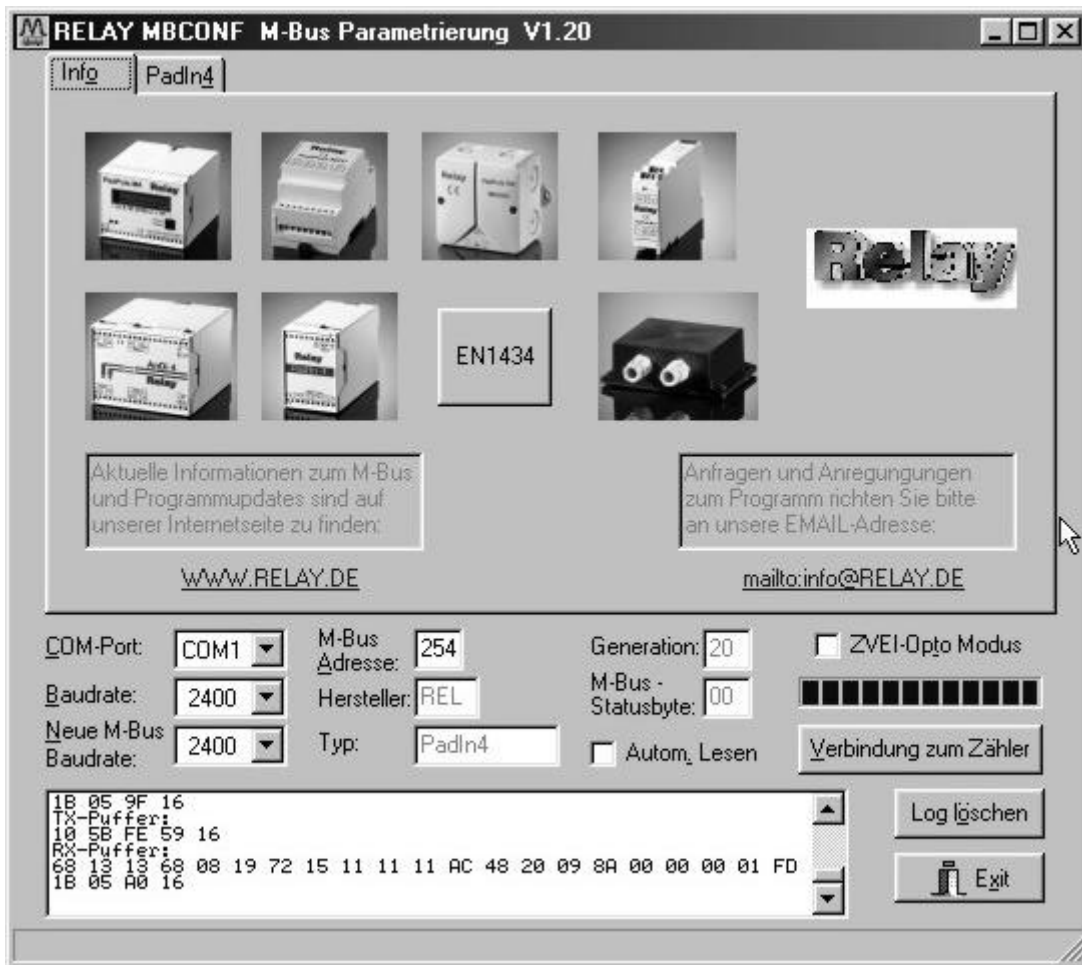 RELAY MBCONF M-Bus Parametrierung V1.20
Info
PadIn4
Relay
EN1434
Aktuelle Informationen zum M-Bus
und Programmupdates sind auf
unserer Internetseite zu finden:
WWW.RELAY.DE
Anfragen und Anregungungen
zum Programm richten Sie bitte
an unsere EMAIL-Adresse:
mailto:info@RELAY.DE
COM-Port: COM1
Baudrate: 2400
Neue M-Bus
Baudrate: 2400
M-Bus
Adresse: 254
Hersteller: REL
Typ: PadIn4
Generation: 20
M-Bus -
Statusbyte: 00
Autom. Lesen
ZVEI-Opto Modus
Verbindung zum Zähler
1B 05 9F 16
TX-Puffer:
10 5B FE 59 16
RX-Puffer:
68 13 13 68 08 19 72 15 11 11 11 AC 48 20 09 8A 00 00 00 01 FD
1B 05 A0 16
Log löschen
Exit